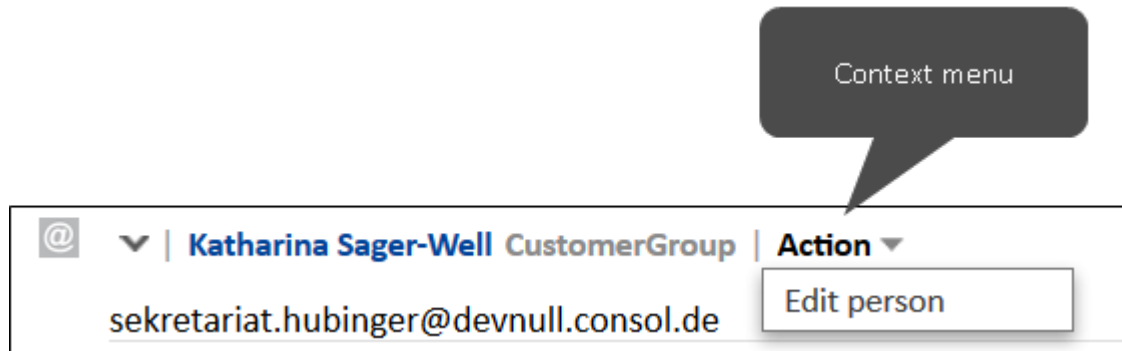 Context menu
@ | Katharina Sager-Well CustomerGroup | Action
Edit person
sekretariat.hubinger@devnull.consol.de